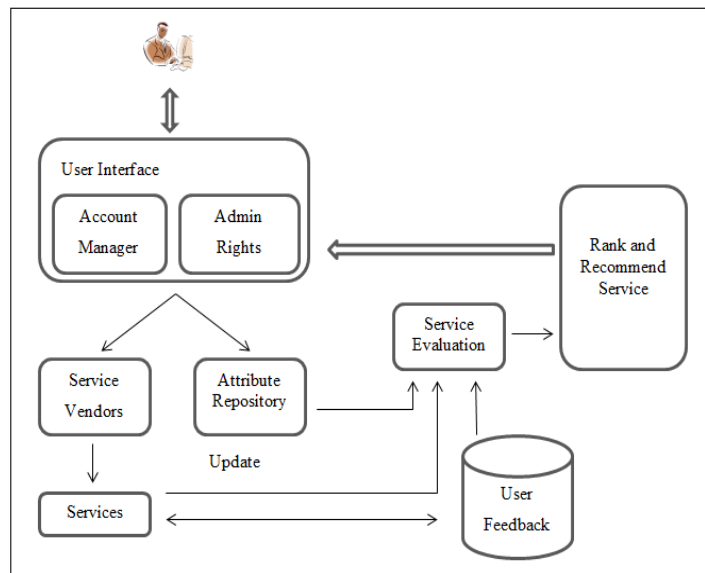 User Interface
Account
Manager
Admin
Rights
Rank and
Recommend
Service
Service
Evaluation
Service
Vendors
Attribute
Repository
Update
Services
User
Feedback